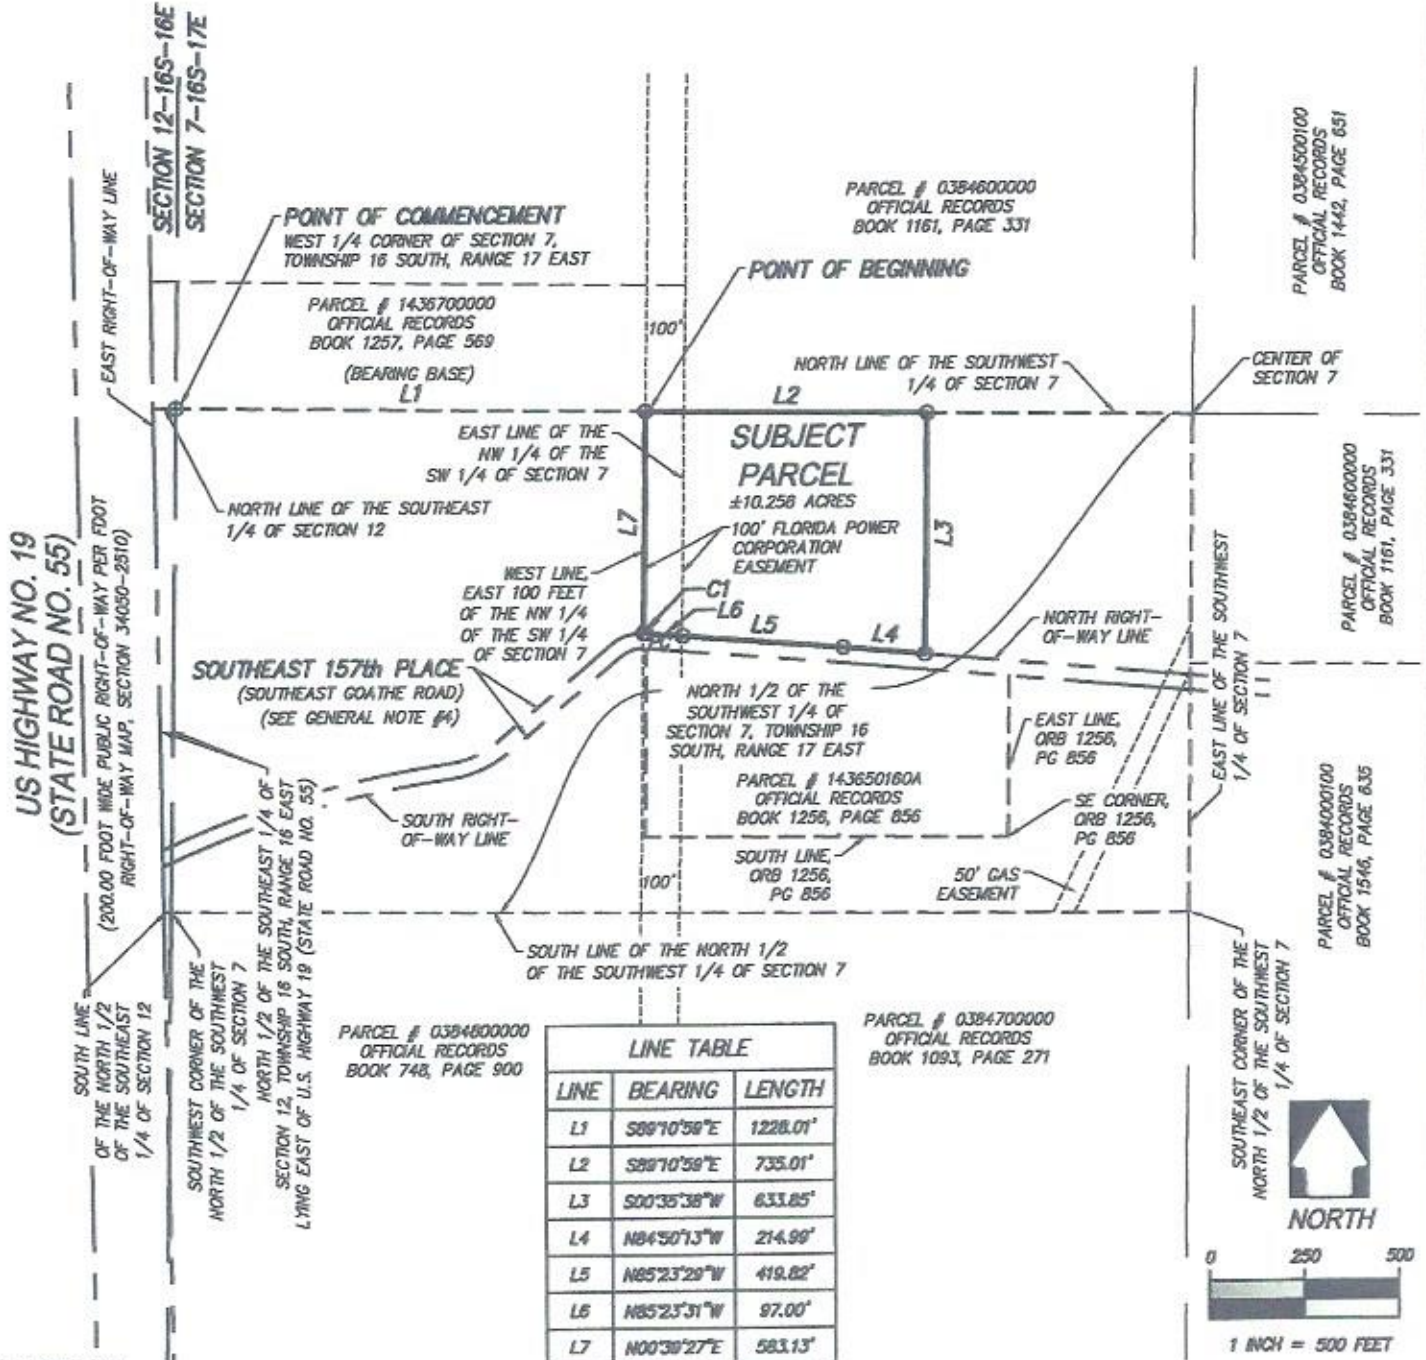 SECTION 12-16S-16E
SECTION 7-16S-17E
EAST RIGHT-OF-WAY LINE
POINT OF COMMENCEMENT
WEST 1/4 CORNER OF SECTION 7,
TOWNSHIP 16 SOUTH, RANGE 17 EAST
PARCEL # 0384600000
OFFICIAL RECORDS
BOOK 1161, PAGE 331
PARCEL # 0384500100
OFFICIAL RECORDS
BOOK 1442, PAGE 651
POINT OF BEGINNING
PARCEL # 1436700000
OFFICIAL RECORDS
BOOK 1257, PAGE 569
(BEARING BASE)
L1
100'
NORTH LINE OF THE SOUTHWEST
1/4 OF SECTION 7
CENTER OF
SECTION 7
L2
EAST LINE OF THE
NW 1/4 OF THE
SW 1/4 OF SECTION 7
SUBJECT
PARCEL
±10.258 ACRES
100' FLORIDA POWER
CORPORATION
EASEMENT
L7
L3
PARCEL # 0384600000
OFFICIAL RECORDS
BOOK 1161, PAGE 331
NORTH LINE OF THE SOUTHEAST
1/4 OF SECTION 12
US HIGHWAY NO. 19
(STATE ROAD NO. 55)
(200.00 FOOT WIDE PUBLIC RIGHT-OF-WAY PER FDOT
RIGHT-OF-WAY MAP, SECTION 34050-2510)
WEST LINE,
EAST 100 FEET
OF THE NW 1/4
OF THE SW 1/4
OF SECTION 7
C1
L6
L5
L4
NORTH RIGHT-
OF-WAY LINE
EAST LINE OF THE SOUTHWEST
1/4 OF SECTION 7
SOUTHEAST 157th PLACE
(SOUTHEAST GOATHE ROAD)
(SEE GENERAL NOTE #4)
NORTH 1/2 OF THE
SOUTHWEST 1/4 OF
SECTION 7, TOWNSHIP 16
SOUTH, RANGE 17 EAST
EAST LINE,
ORB 1256,
PG 856
PARCEL # 143650160A
OFFICIAL RECORDS
BOOK 1256, PAGE 856
SE CORNER,
ORB 1256,
PG 856
SOUTH RIGHT-
OF-WAY LINE
SOUTH LINE,
ORB 1256,
PG 856
50' GAS
EASEMENT
100'
PARCEL # 0384000100
OFFICIAL RECORDS
BOOK 1546, PAGE 635
SOUTH LINE OF THE NORTH 1/2
OF THE SOUTHWEST 1/4 OF SECTION 7
SOUTH LINE
OF THE NORTH 1/2
OF THE SOUTHEAST
1/4 OF SECTION 12
SOUTHWEST CORNER OF THE
NORTH 1/2 OF THE SOUTHWEST
1/4 OF SECTION 7
NORTH 1/2 OF THE SOUTHEAST 1/4 OF
SECTION 12, TOWNSHIP 16 SOUTH, RANGE 16 EAST
LYING EAST OF U.S. HIGHWAY 19 (STATE ROAD NO. 55)
SOUTHEAST CORNER OF THE
NORTH 1/2 OF THE SOUTHWEST
1/4 OF SECTION 7
PARCEL # 0384800000
OFFICIAL RECORDS
BOOK 748, PAGE 900
PARCEL # 0384700000
OFFICIAL RECORDS
BOOK 1093, PAGE 271
LINE TABLE
LINE BEARING LENGTH
L1 S89°10'59"E 1228.01'
L2 S89°10'59"E 735.01'
L3 S00°35'38"W 633.85'
L4 N84°50'13"W 214.99'
L5 N85°23'29"W 419.82'
L6 N85°23'31"W 97.00'
L7 N00°39'27"E 583.13'
NORTH
0 250 500
1 INCH = 500 FEET